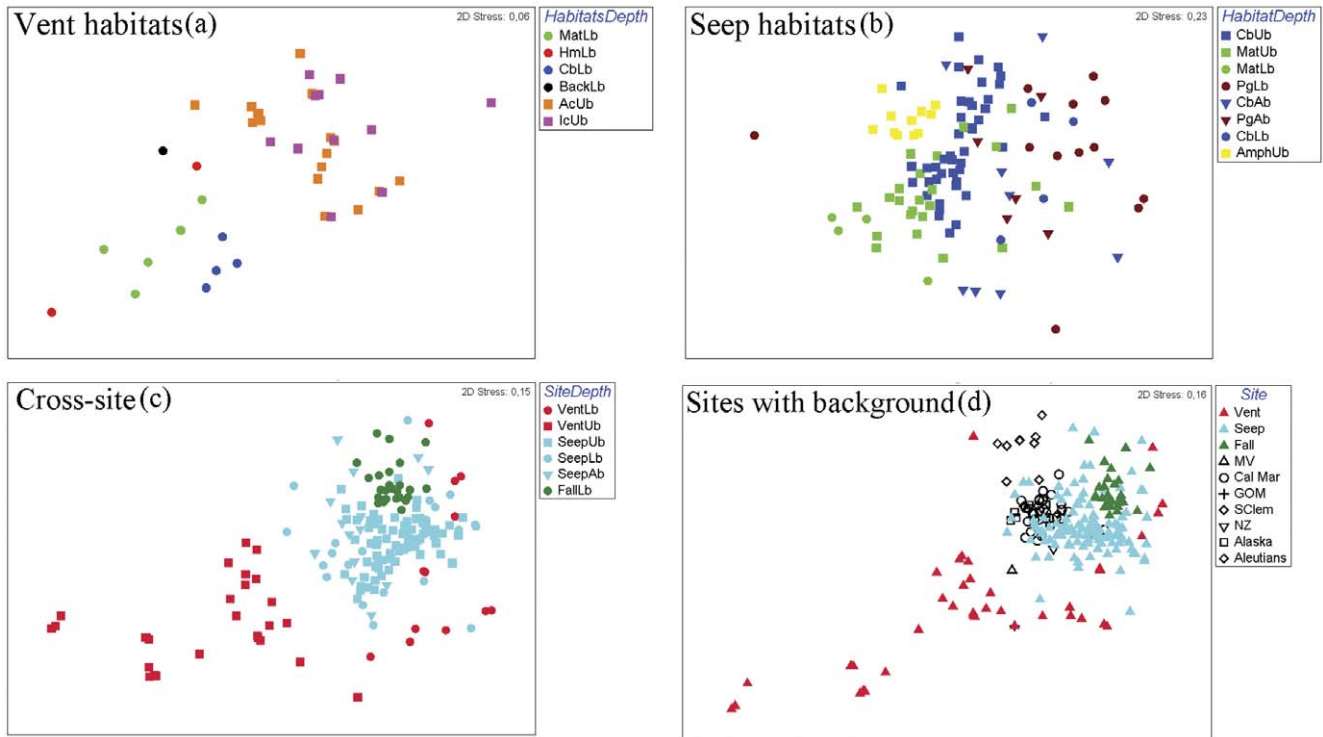 Vent habitats (a)
2D Stress: 0,06
HabitatsDepth
MatLb
HmLb
CbLb
BackLb
AcUb
IcUb
Seep habitats (b)
2D Stress: 0,23
HabitatDepth
CbUb
MatUb
MatLb
PgLb
CbAb
PgAb
CbLb
AmphUb
Cross-site (c)
2D Stress: 0,15
SiteDepth
VentLb
VentUb
SeepUb
SeepLb
SeepAb
FallLb
Sites with background (d)
2D Stress: 0,16
Site
Vent
Seep
Fall
MV
Cal Mar
GOM
SClem
NZ
Alaska
Aleutians